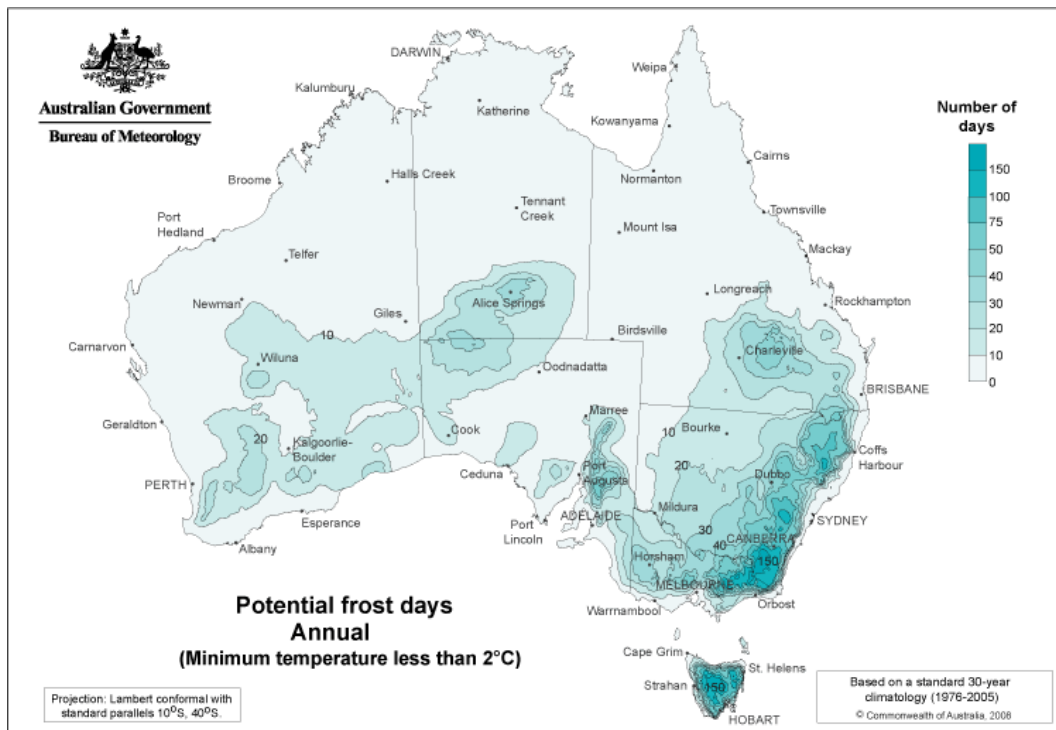 Australian Government
Bureau of Meteorology
DARWIN
Weipa
Kalumburu
Katherine
Kowanyama
Number of
days
150
100
75
50
40
30
20
10
0
Cairns
Normanton
Halls Creek
Broome
Tennant
Creek
Townsville
Port
Hedland
Mount Isa
Mackay
Telfer
Longreach
Rockhampton
Newman
Alice Springs
Giles
10
Birdsville
Carnarvon
Wiluna
Charleville
Oodnadatta
BRISBANE
Marree
Geraldton
20
Kalgoorlie-
Boulder
Cook
10
Bourke
Coffs
Harbour
Ceduna
Port
Augusta
20
Dubbo
PERTH
Mildura
Esperance
Port
Lincoln
ADELAIDE
SYDNEY
30
40
CANBERRA
Albany
Horsham
150
MELBOURNE
Orbost
Warrnambool
Potential frost days
Annual
(Minimum temperature less than 2°C)
Cape Grim
St. Helens
Strahan
150
HOBART
Projection: Lambert conformal with
standard parallels 10°S, 40°S.
Based on a standard 30-year
climatology (1976-2005)
© Commonwealth of Australia, 2008